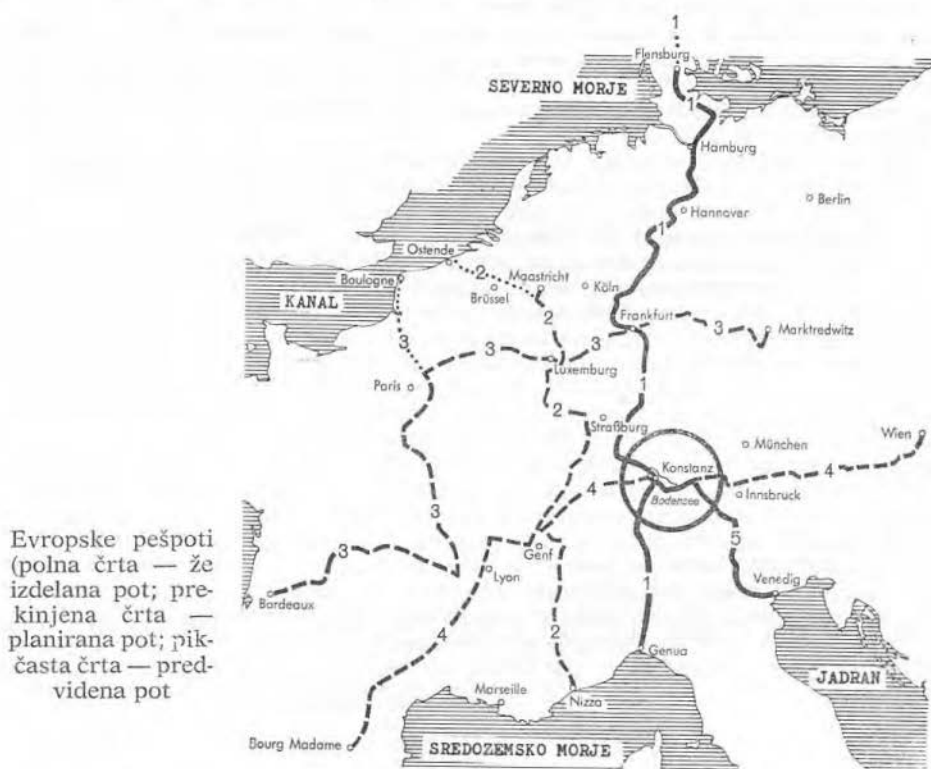 1
Flensburg
SEVERNO MORJE
1
Hamburg
Berlin
Hannover
1
Ostende
Boulogne
2
Maastricht
Köln
Brüssel
KANAL
2
Frankfurt
3
Marktredwitz
3
3
3
Luxemburg
Paris
1
2
Straßburg
Wien
München
Konstanz
4
4
Bodensee
Innsbruck
3
5
3
Genf
Lyon
Venedig
Bordeaux
1
2
4
Genua
JADRAN
Marseille
Nizza
Bourg Madame
SREDOZEMSKO MORJE
Evropske pešpoti
(polna črta — že
izdelana pot; pre-
kinjena črta —
planirana pot; pik-
často črta — pred-
videna pot